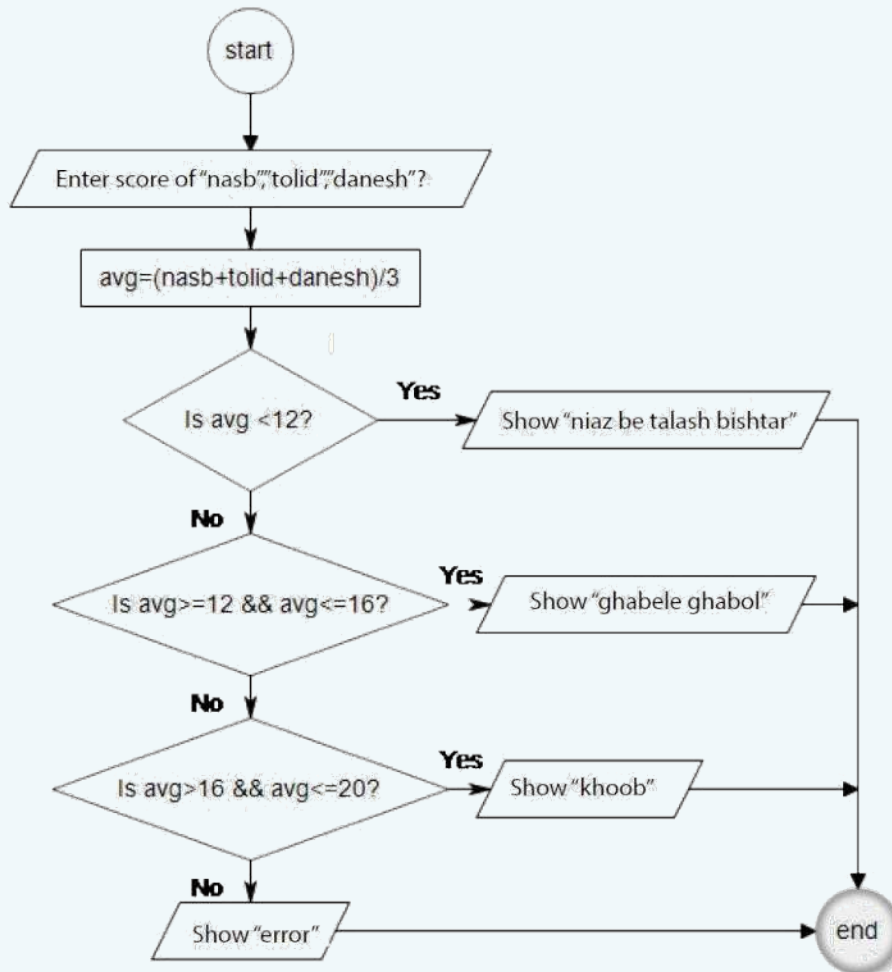 start
Enter score of "nasb","tolid","danesh"?
avg=(nasb+tolid+danesh)/3
Is avg <12?
Yes
Show "niaz be talash bishtar"
No
Is avg>=12 && avg<=16?
Yes
Show "ghabele ghabol"
No
Is avg>16 && avg<=20?
Yes
Show "khoob"
No
Show "error"
end